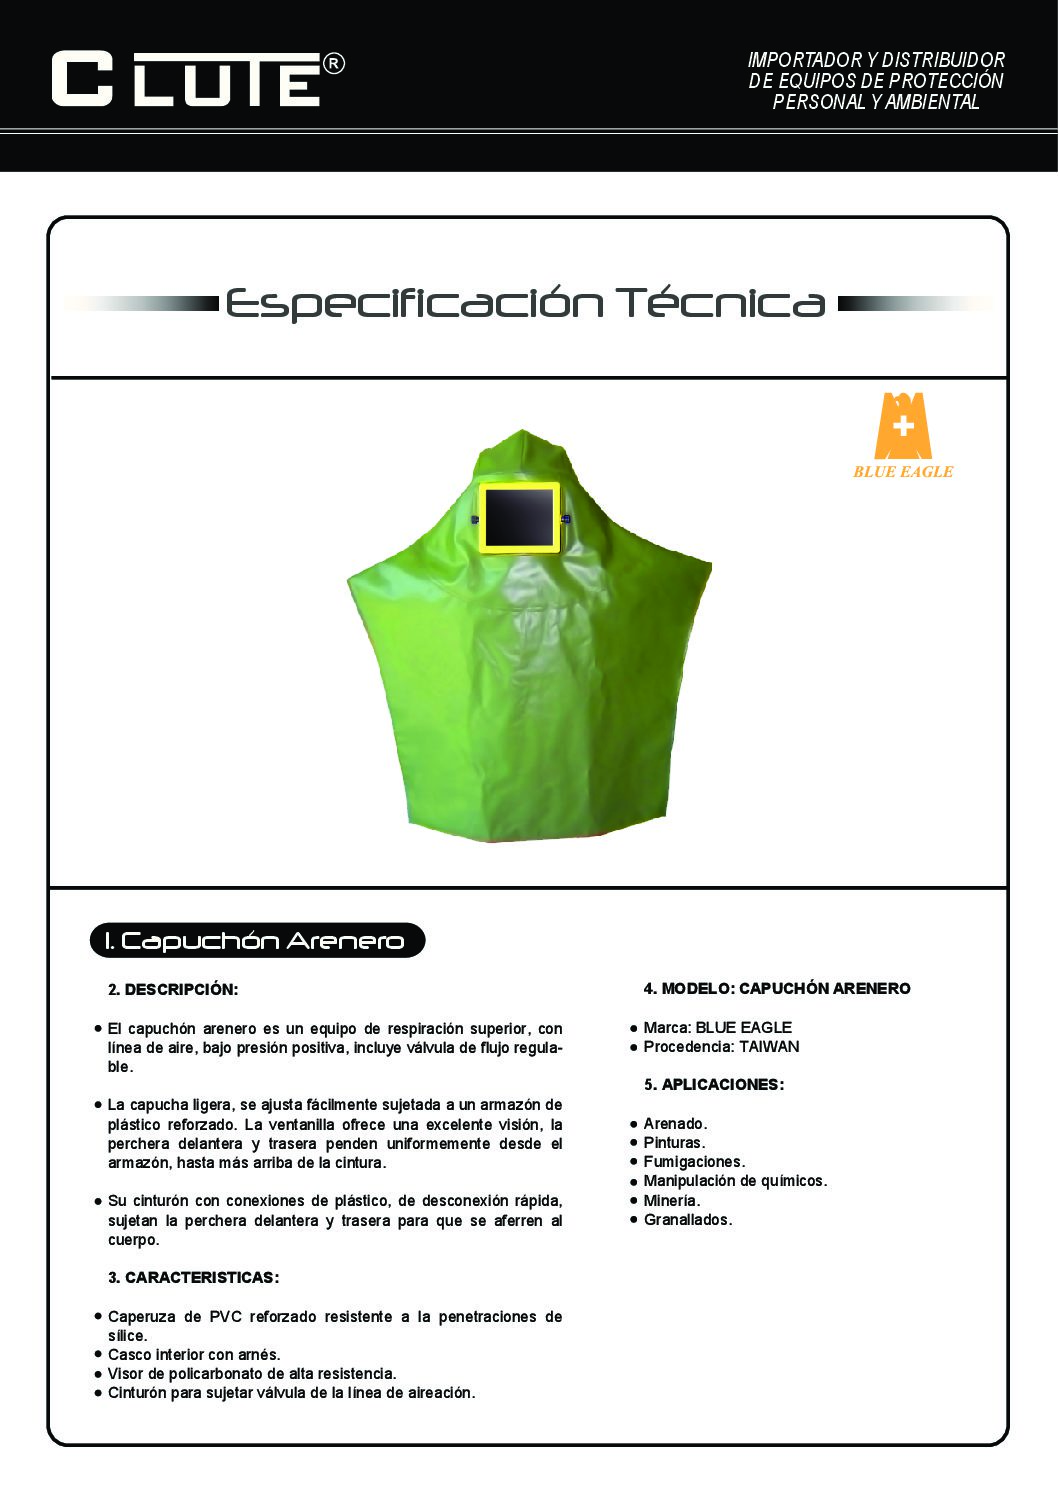 C LUTE®
IMPORTADOR Y DISTRIBUIDOR
DE EQUIPOS DE PROTECCIÓN
PERSONAL Y AMBIENTAL
Especificación Técnica
BLUE EAGLE
1. Capuchón Arenero
2. DESCRIPCIÓN:
● El capuchón arenero es un equipo de respiración superior, con
línea de aire, bajo presión positiva, incluye válvula de flujo regula-
ble.
● La capucha ligera, se ajusta fácilmente sujetada a un armazón de
plástico reforzado. La ventanilla ofrece una excelente visión, la
perchera delantera y trasera penden uniformemente desde el
armazón, hasta más arriba de la cintura.
● Su cinturón con conexiones de plástico, de desconexión rápida,
sujetan la perchera delantera y trasera para que se aferren al
cuerpo.
3. CARACTERISTICAS:
● Caperuza de PVC reforzado resistente a la penetraciones de
sílice.
● Casco interior con arnés.
● Visor de policarbonato de alta resistencia.
● Cinturón para sujetar válvula de la línea de aireación.
4. MODELO: CAPUCHÓN ARENERO
● Marca: BLUE EAGLE
● Procedencia: TAIWAN
5. APLICACIONES:
● Arenado.
● Pinturas.
● Fumigaciones.
● Manipulación de químicos.
● Minería.
● Granallados.